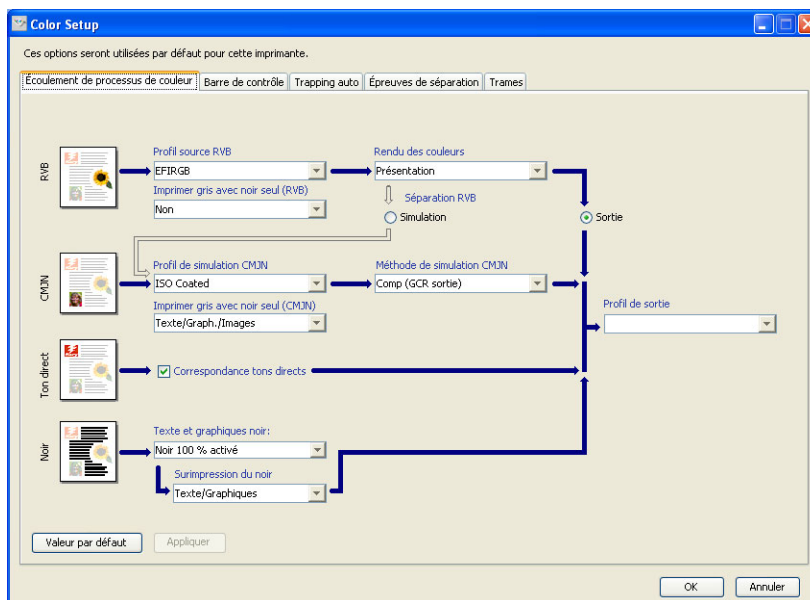 Color Setup
Ces options seront utilisées par défaut pour cette imprimante.
Écoulement de processus de couleur
Barre de contrôle
Trapping auto
Épreuves de séparation
Trames
RVB
Profil source RVB
EFIRGB
Imprimer gris avec noir seul (RVB)
Non
Rendu des couleurs
Présentation
Séparation RVB
Simulation
Sortie
CMJN
Profil de simulation CMJN
ISO Coated
Imprimer gris avec noir seul (CMJN)
Texte/Graph./Images
Méthode de simulation CMJN
Comp (GCR sortie)
Profil de sortie
Ton direct
Correspondance tons directs
Noir
Texte et graphiques noir:
Noir 100 % activé
Surimpression du noir
Texte/Graphiques
Valeur par défaut
Appliquer
OK
Annuler